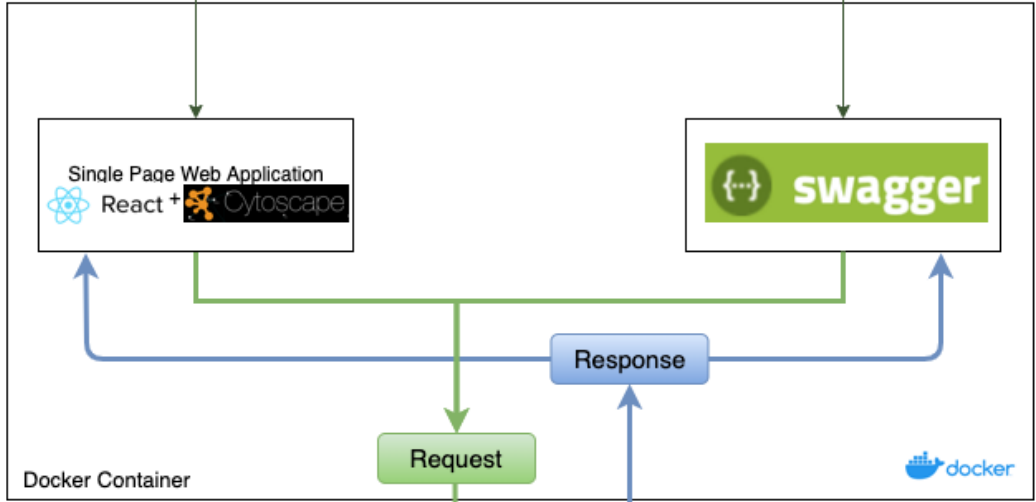 Single Page Web Application
React + Cytoscape
{···} swagger
Response
Request
Docker Container
docker